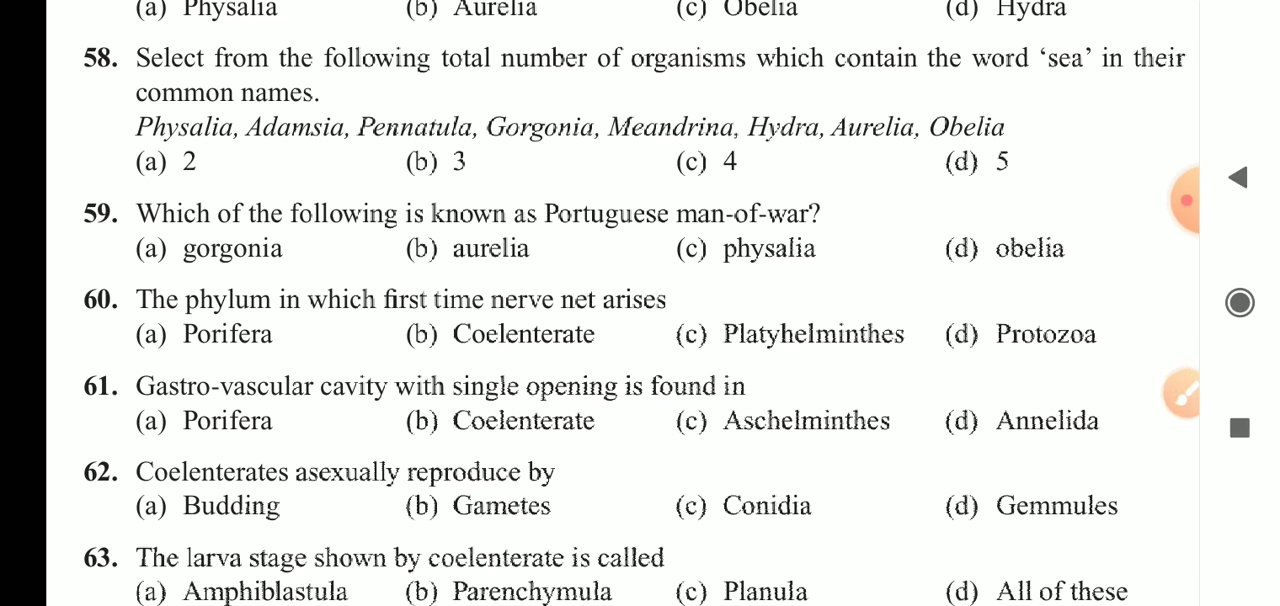 (a) Physalia (b) Aurelia (c) Obelia (d) Hydra
58. Select from the following total number of organisms which contain the word ‘sea’ in their
common names.
Physalia, Adamsia, Pennatula, Gorgonia, Meandrina, Hydra, Aurelia, Obelia
(a) 2 (b) 3 (c) 4 (d) 5
59. Which of the following is known as Portuguese man-of-war?
(a) gorgonia (b) aurelia (c) physalia (d) obelia
60. The phylum in which first time nerve net arises
(a) Porifera (b) Coelenterate (c) Platyhelminthes (d) Protozoa
61. Gastro-vascular cavity with single opening is found in
(a) Porifera (b) Coelenterate (c) Aschelminthes (d) Annelida
62. Coelenterates asexually reproduce by
(a) Budding (b) Gametes (c) Conidia (d) Gemmules
63. The larva stage shown by coelenterate is called
(a) Amphiblastula (b) Parenchymula (c) Planula (d) All of these